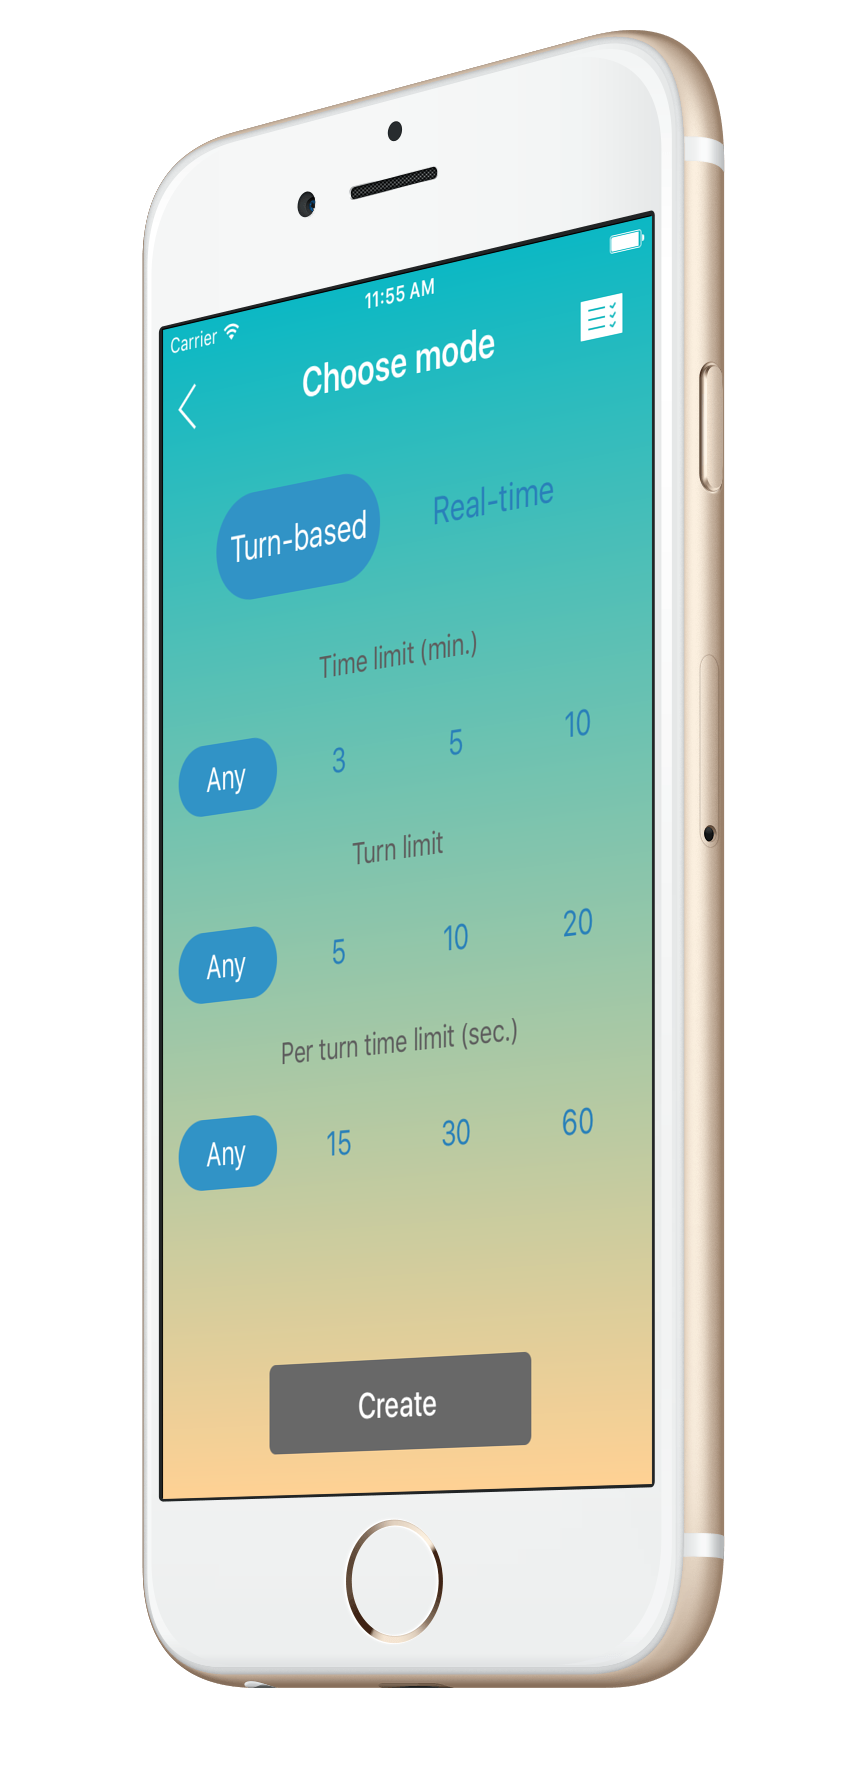 11:55 AM
Carrier
Choose mode
Turn-based Real-time
Time limit (min.)
Any 3 5 10
Turn limit
Any 5 10 20
Per turn time limit (sec.)
Any 15 30 60
Create